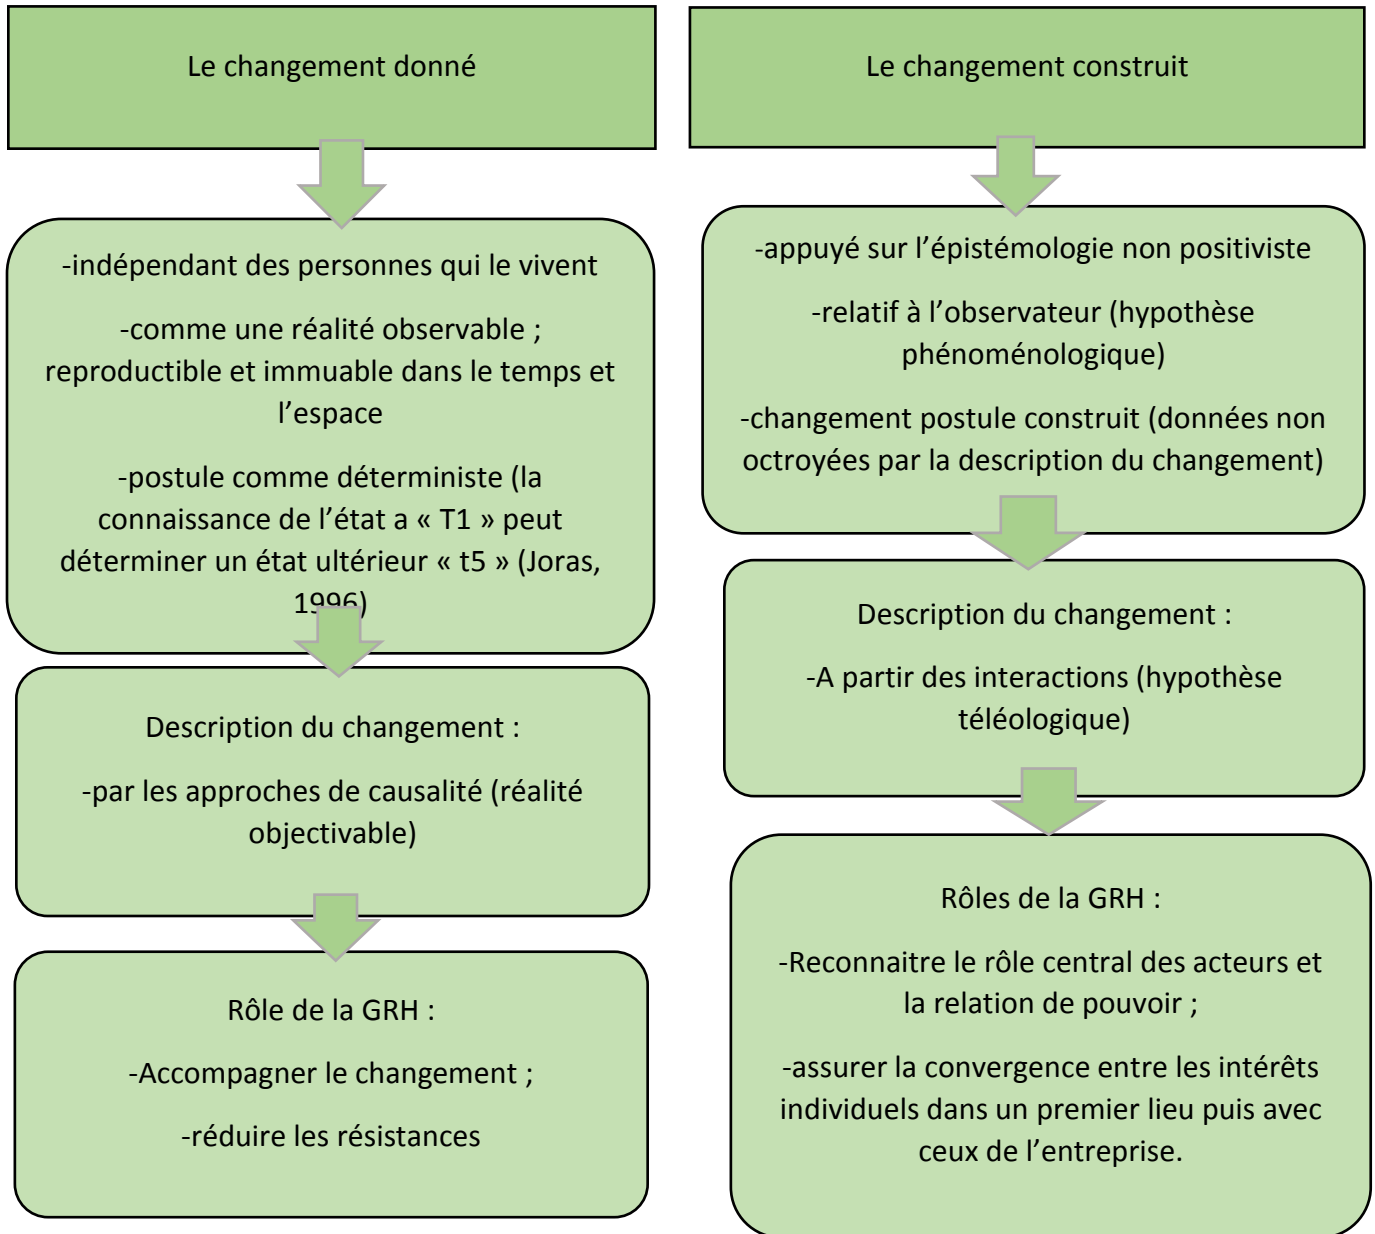 Le changement donné
-indépendant des personnes qui le vivent
-comme une réalité observable ;
reproductible et immuable dans le temps et
l’espace
-postule comme déterministe (la
connaissance de l’état a « T1 » peut
déterminer un état ultérieur « t5 » (Joras,
1996)
Description du changement :
-par les approches de causalité (réalité
objectivable)
Rôle de la GRH :
-Accompagner le changement ;
-réduire les résistances
Le changement construit
-appuyé sur l’épistémologie non positiviste
-relatif à l’observateur (hypothèse
phénoménologique)
-changement postule construit (données non
octroyées par la description du changement)
Description du changement :
-A partir des interactions (hypothèse
téléologique)
Rôles de la GRH :
-Reconnaitre le rôle central des acteurs et
la relation de pouvoir ;
-assurer la convergence entre les intérêts
individuels dans un premier lieu puis avec
ceux de l’entreprise.